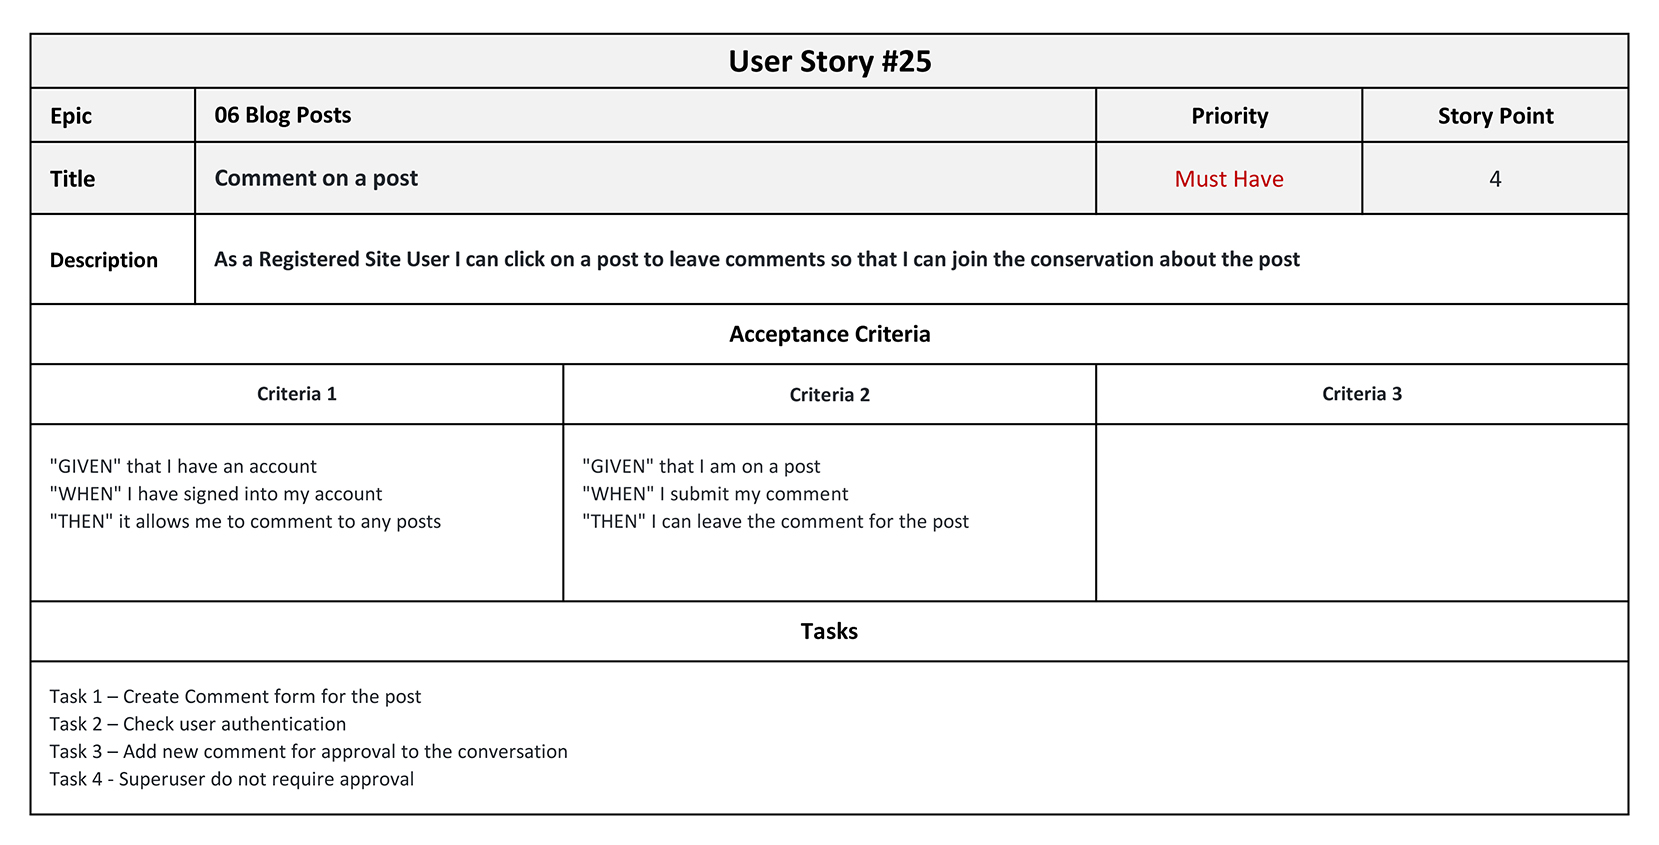 User Story #25
Epic
06 Blog Posts
Priority
Story Point
Title
Comment on a post
Must Have
4
Description
As a Registered Site User I can click on a post to leave comments so that I can join the conservation about the post
Acceptance Criteria
Criteria 1
Criteria 2
Criteria 3
"GIVEN" that I have an account
"WHEN" I have signed into my account
"THEN" it allows me to comment to any posts
"GIVEN" that I am on a post
"WHEN" I submit my comment
"THEN" I can leave the comment for the post
Tasks
Task 1 – Create Comment form for the post
Task 2 – Check user authentication
Task 3 – Add new comment for approval to the conversation
Task 4 - Superuser do not require approval